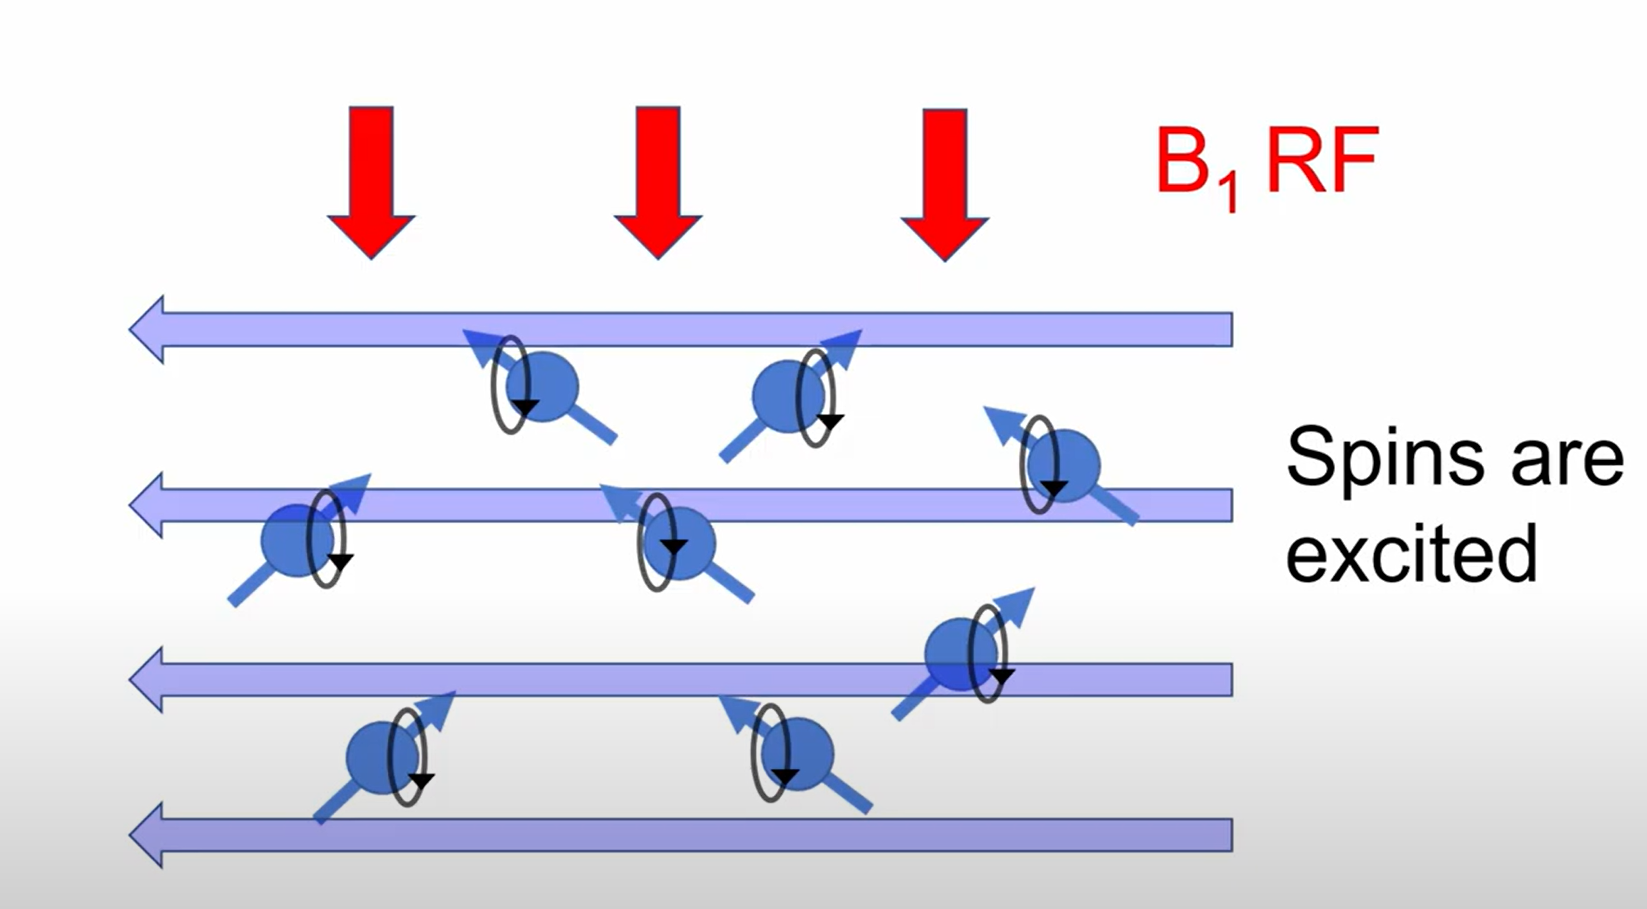 B₁ RF
Spins are
excited